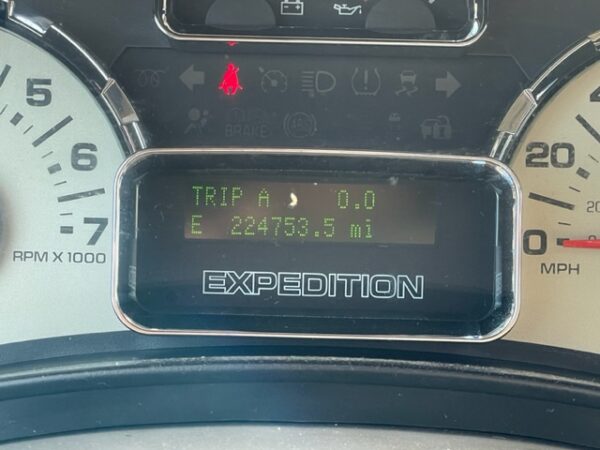 5
6
7
RPM X 1000
BRAKE
TRIP A 0.0
E 224753.5 mi
EXPEDITION
20
0
MPH